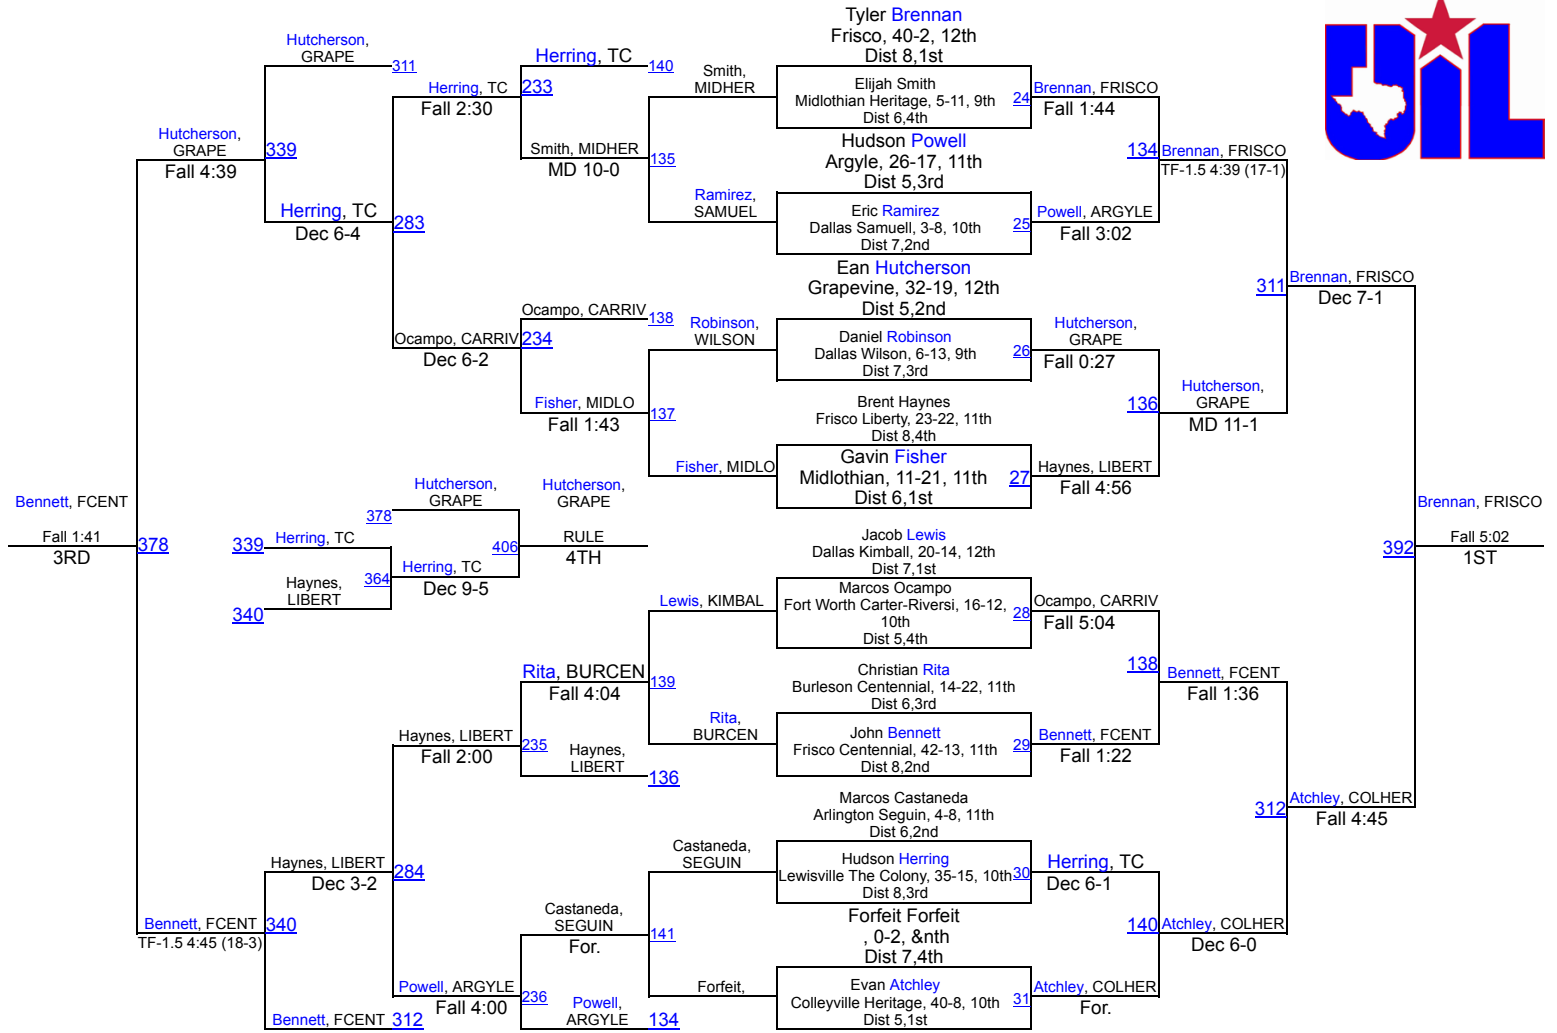 Tyler Brennan
Frisco, 40-2, 12th
Dist 8,1st
Elijah Smith
Midlothian Heritage, 5-11, 9th
Dist 6,4th
24
Hudson Powell
Argyle, 26-17, 11th
Dist 5,3rd
Eric Ramirez
Dallas Samuell, 3-8, 10th
Dist 7,2nd
25
Ean Hutcherson
Grapevine, 32-19, 12th
Dist 5,2nd
Daniel Robinson
Dallas Wilson, 6-13, 9th
Dist 7,3rd
26
Brent Haynes
Frisco Liberty, 23-22, 11th
Dist 8,4th
Gavin Fisher
Midlothian, 11-21, 11th
Dist 6,1st
27
Jacob Lewis
Dallas Kimball, 20-14, 12th
Dist 7,1st
Marcos Ocampo
Fort Worth Carter-Riversi, 16-12,
10th
Dist 5,4th
28
Christian Rita
Burleson Centennial, 14-22, 11th
Dist 6,3rd
John Bennett
Frisco Centennial, 42-13, 11th
Dist 8,2nd
29
Marcos Castaneda
Arlington Seguin, 4-8, 11th
Dist 6,2nd
Hudson Herring
Lewisville The Colony, 35-15, 10th
Dist 8,3rd
30
Forfeit Forfeit
, 0-2, &nth
Dist 7,4th
Evan Atchley
Colleyville Heritage, 40-8, 10th
Dist 5,1st
31
Brennan, FRISCO
Fall 1:44
Powell, ARGYLE
Fall 3:02
Hutcherson,
GRAPE
Fall 0:27
Haynes, LIBERT
Fall 4:56
Ocampo, CARRIV
Fall 5:04
Bennett, FCENT
Fall 1:22
Herring, TC
Dec 6-1
Atchley, COLHER
For.
134
Brennan, FRISCO
TF-1.5 4:39 (17-1)
136
Hutcherson,
GRAPE
MD 11-1
138
Bennett, FCENT
Fall 1:36
140
Atchley, COLHER
Dec 6-0
311
Brennan, FRISCO
Dec 7-1
312
Atchley, COLHER
Fall 4:45
392
Brennan, FRISCO
Fall 5:02
1ST
Smith,
MIDHER
Ramirez,
SAMUEL
Robinson,
WILSON
Fisher, MIDLO
Lewis, KIMBAL
Rita,
BURCEN
Castaneda,
SEGUIN
Forfeit,
Herring, TC
140
Smith, MIDHER
MD 10-0
135
Ocampo, CARRIV
138
Fisher, MIDLO
Fall 1:43
137
Rita, BURCEN
Fall 4:04
139
Haynes,
LIBERT
136
Castaneda,
SEGUIN
For.
141
Powell,
ARGYLE
134
Herring, TC
Fall 2:30
233
Ocampo, CARRIV
Dec 6-2
234
Haynes, LIBERT
Fall 2:00
235
Powell, ARGYLE
Fall 4:00
236
Hutcherson,
GRAPE
311
Herring, TC
Dec 6-4
283
Haynes, LIBERT
Dec 3-2
284
Bennett, FCENT
312
Hutcherson,
GRAPE
Fall 4:39
339
Bennett, FCENT
TF-1.5 4:45 (18-3)
340
Bennett, FCENT
Fall 1:41
3RD
378
339
Herring, TC
Haynes,
LIBERT
340
364
Hutcherson,
GRAPE
378
Herring, TC
Dec 9-5
406
Hutcherson,
GRAPE
RULE
4TH
UIL